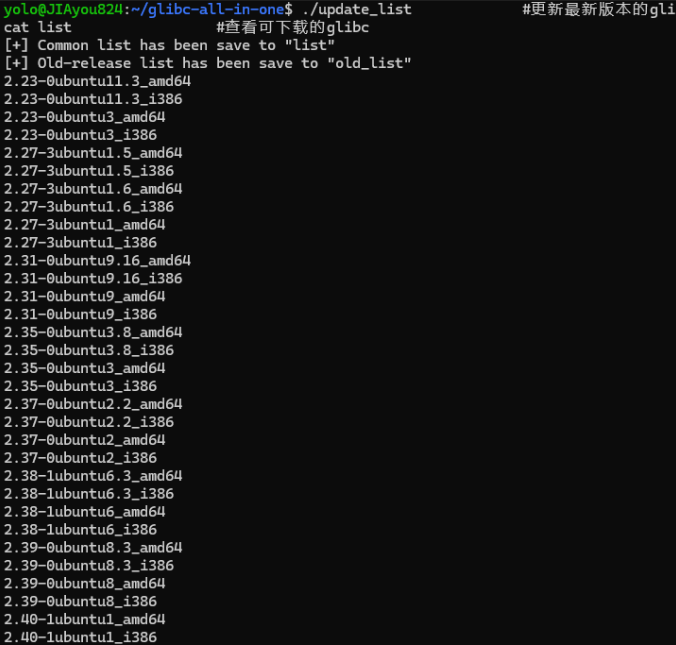 yolo@JIAyou824:~/glibc-all-in-one$ ./update_list #更新最新版本的gli
cat list #查看可下载的glibc
[+] Common list has been save to "list"
[+] Old-release list has been save to "old_list"
2.23-0ubuntu11.3_amd64
2.23-0ubuntu11.3_i386
2.23-0ubuntu3_amd64
2.23-0ubuntu3_i386
2.27-3ubuntu1.5_amd64
2.27-3ubuntu1.5_i386
2.27-3ubuntu1.6_amd64
2.27-3ubuntu1.6_i386
2.27-3ubuntu1_amd64
2.27-3ubuntu1_i386
2.31-0ubuntu9.16_amd64
2.31-0ubuntu9.16_i386
2.31-0ubuntu9_amd64
2.31-0ubuntu9_i386
2.35-0ubuntu3.8_amd64
2.35-0ubuntu3.8_i386
2.35-0ubuntu3_amd64
2.35-0ubuntu3_i386
2.37-0ubuntu2.2_amd64
2.37-0ubuntu2.2_i386
2.37-0ubuntu2_amd64
2.37-0ubuntu2_i386
2.38-1ubuntu6.3_amd64
2.38-1ubuntu6.3_i386
2.38-1ubuntu6_amd64
2.38-1ubuntu6_i386
2.39-0ubuntu8.3_amd64
2.39-0ubuntu8.3_i386
2.39-0ubuntu8_amd64
2.39-0ubuntu8_i386
2.40-1ubuntu1_amd64
2.40-1ubuntu1_i386